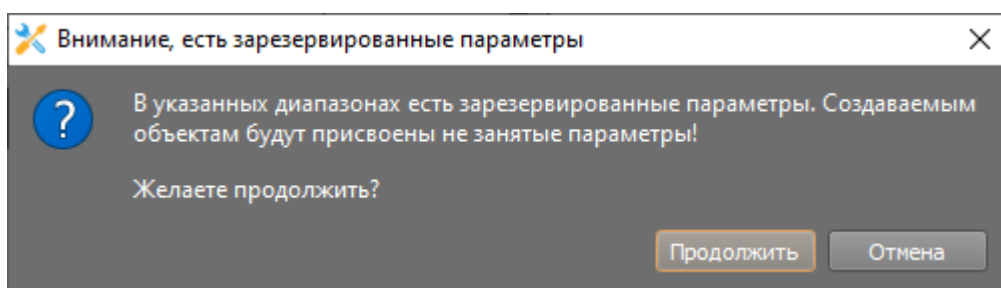 Внимание, есть зарезервированные параметры
В указанных диапазонах есть зарезервированные параметры. Создаваемым
объектам будут присвоены не занятые параметры!
Желаете продолжить?
Продолжить
Отмена